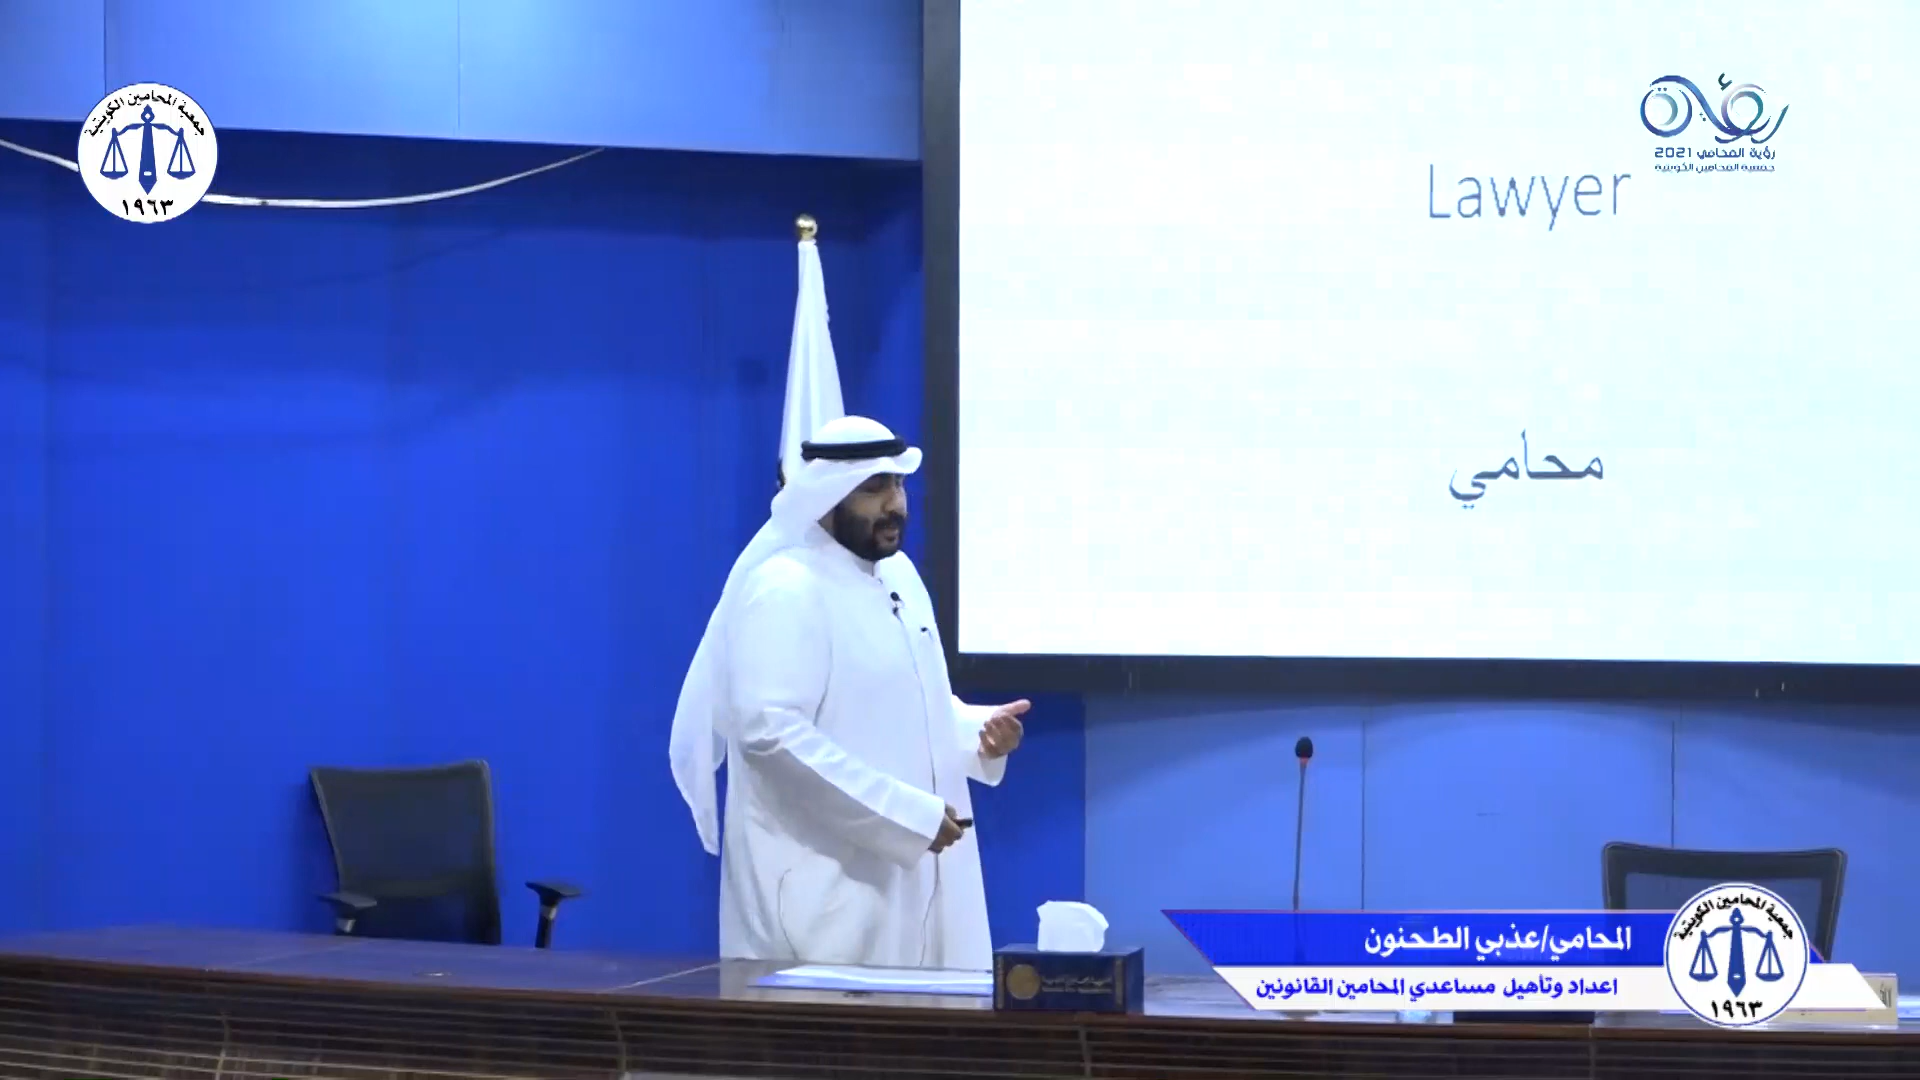 جمعية المحامين الكويتية
١٩٦٣
رؤية
رؤية المحامي 2021
جمعية المحامين الكويتية
Lawyer
محامي
المحامي/عذبي الطحنون
اعداد وتأهيل مساعدي المحامين القانونين
جمعية المحامين الكويتية
١٩٦٣